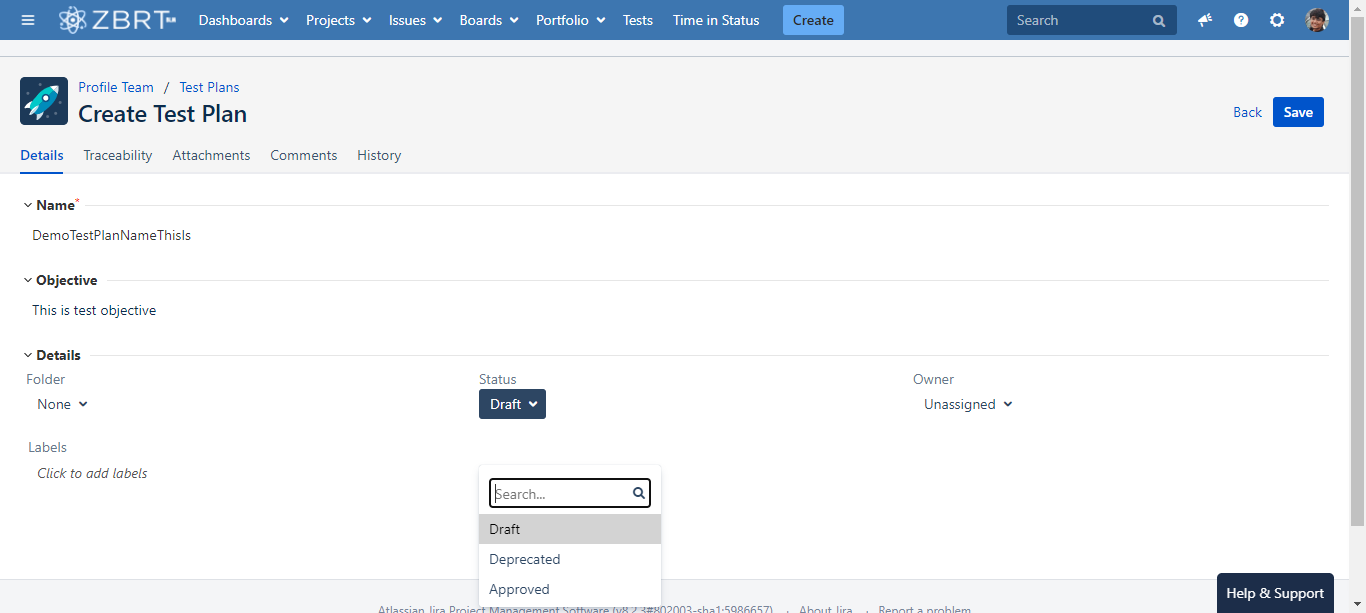 ZBRT Dashboards Projects Issues Boards Portfolio Tests Time in Status Create Search
Profile Team / Test Plans
Create Test Plan
Back Save
Details Traceability Attachments Comments History
Name*
DemoTestPlanNameThisIs
Objective
This is test objective
Details
Folder Status Owner
None Draft Unassigned
Labels
Click to add labels
Search...
Draft
Deprecated
Approved
Help & Support
Atlassian Jira Project Management Software (v8.2.3#802003-sha1:5986657) · About Jira · Report a problem